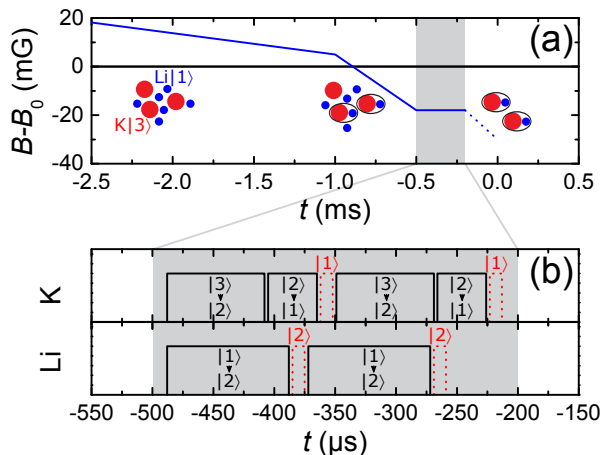 20
0
-20
-40
B-B₀ (mG)
(a)
Li|1⟩
K|3⟩
-2.5 -2.0 -1.5 -1.0 -0.5 0.0 0.5
t (ms)
(b)
K
|3⟩ |2⟩ |1⟩ |3⟩ |2⟩ |1⟩
|2⟩ |1⟩ |2⟩ |1⟩
Li
|2⟩ |2⟩
|1⟩ |1⟩
|2⟩ |2⟩
-550 -500 -450 -400 -350 -300 -250 -200 -150
t (µs)